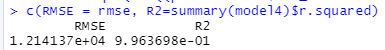 > c(RMSE = rmse, R2=summary(model4)$r.squared)
RMSE R2
1.214137e+04 9.963698e-01